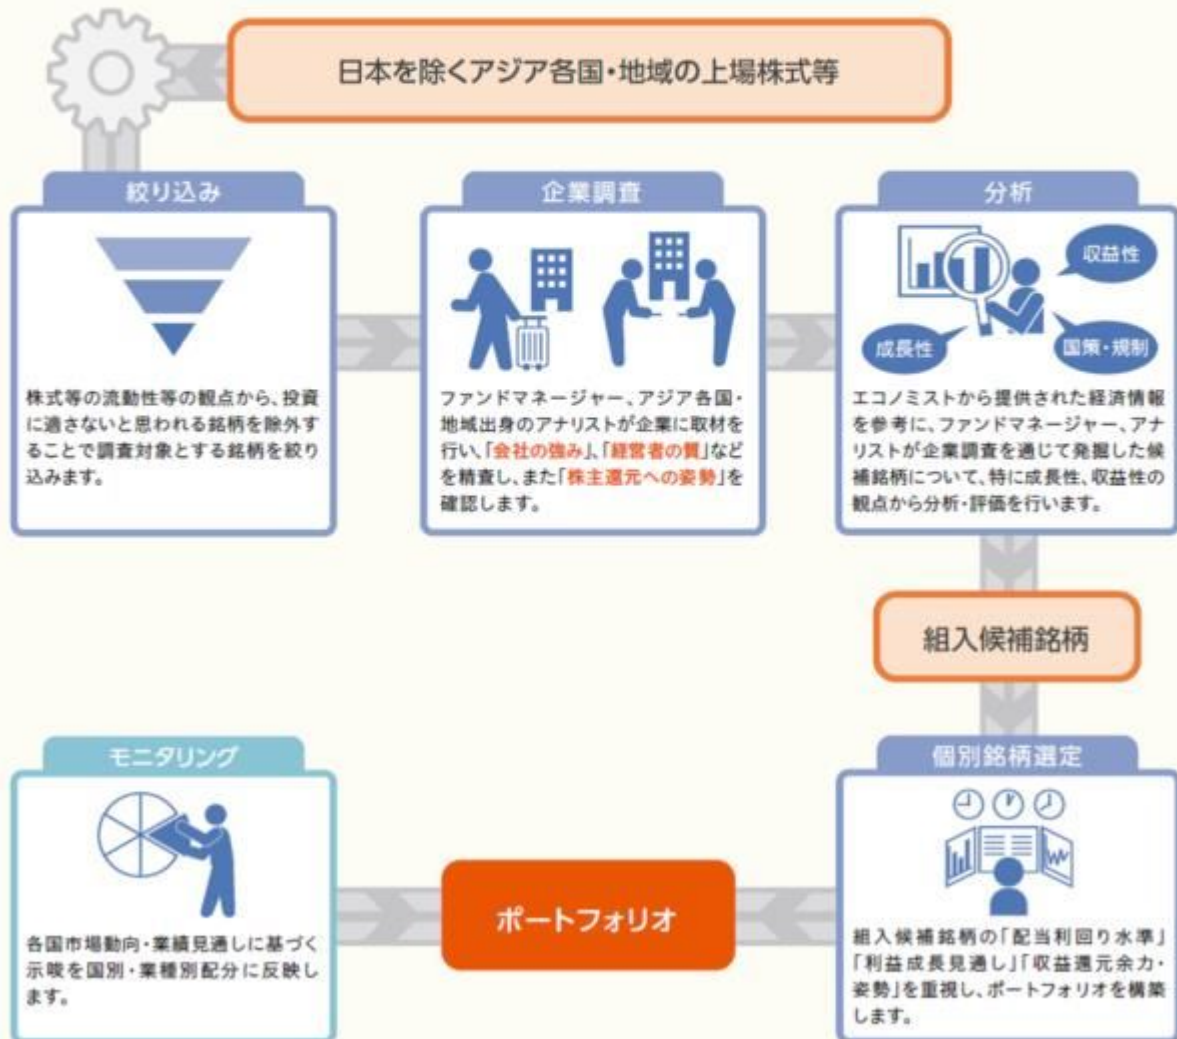 日本を除くアジア各国・地域の上場株式等
絞り込み
株式等の流動性等の観点から、投資
に適さないと思われる銘柄を除外す
ることで調査対象とする銘柄を絞り
込みます。
企業調査
ファンドマネージャー、アジア各国・
地域出身のアナリストが企業に取材を
行い、「会社の強み」、「経営者の質」など
を精査し、また「株主還元への姿勢」を
確認します。
分析
収益性
成長性
国策・規制
エコノミストから提供された経済情報
を参考に、ファンドマネージャー、アナ
リストが企業調査を通じて発掘した候
補銘柄について、特に成長性、収益性の
観点から分析・評価を行います。
組入候補銘柄
個別銘柄選定
組入候補銘柄の「配当利回り水準」
「利益成長見通し」「収益還元余力・
姿勢」を重視し、ポートフォリオを構築
します。
ポートフォリオ
モニタリング
各国市場動向・業績見通しに基づく
示唆を国別・業種別配分に反映し
ます。